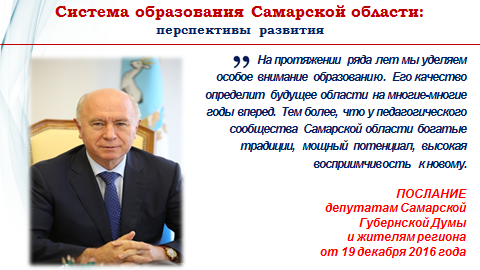 Система образования Самарской области:
перспективы развития
" На протяжении ряда лет мы уделяем
особое внимание образованию. Его качество
определит будущее области на многие-многие
годы вперед. Тем более, что у педагогического
сообщества Самарской области богатые
традиции, мощный потенциал, высокая
восприимчивость к новому.
ПОСЛАНИЕ
депутатам Самарской
Губернской Думы
и жителям региона
от 19 декабря 2016 года